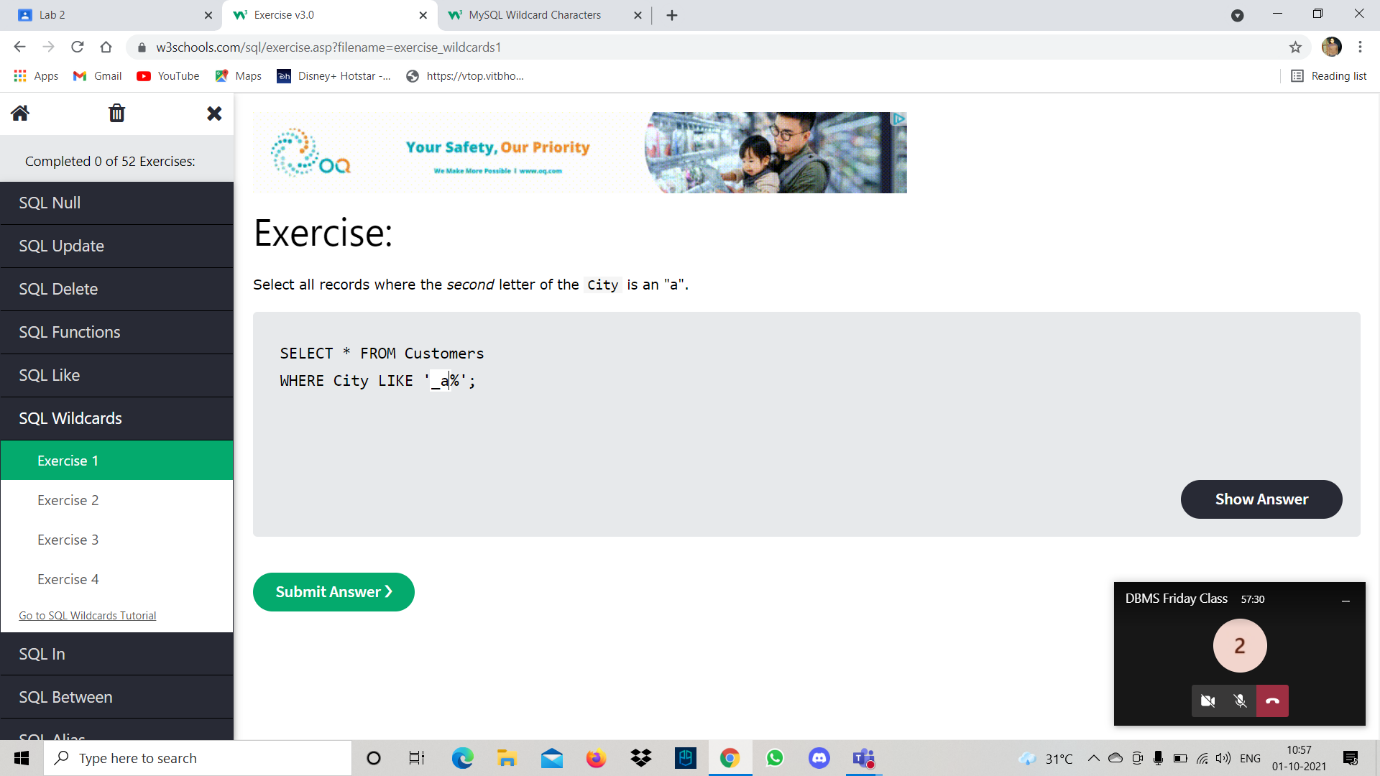 Lab 2
Exercise v3.0
MySQL Wildcard Characters
w3schools.com/sql/exercise.asp?filename=exercise_wildcards1
Apps
Gmail
YouTube
Maps
Disney+ Hotstar -...
https://vtop.vitbho...
Reading list
Completed 0 of 52 Exercises:
SQL Null
SQL Update
SQL Delete
SQL Functions
SQL Like
SQL Wildcards
Exercise 1
Exercise 2
Exercise 3
Exercise 4
Go to SQL Wildcards Tutorial
SQL In
SQL Between
SQL Alias
OQ
Your Safety, Our Priority
We Make More Possible | www.oq.com
Exercise:
Select all records where the second letter of the City is an "a".
SELECT * FROM Customers
WHERE City LIKE '_a%';
Show Answer
Submit Answer ❯
DBMS Friday Class 57:30
2
Type here to search
31°C
ENG
10:57
01-10-2021